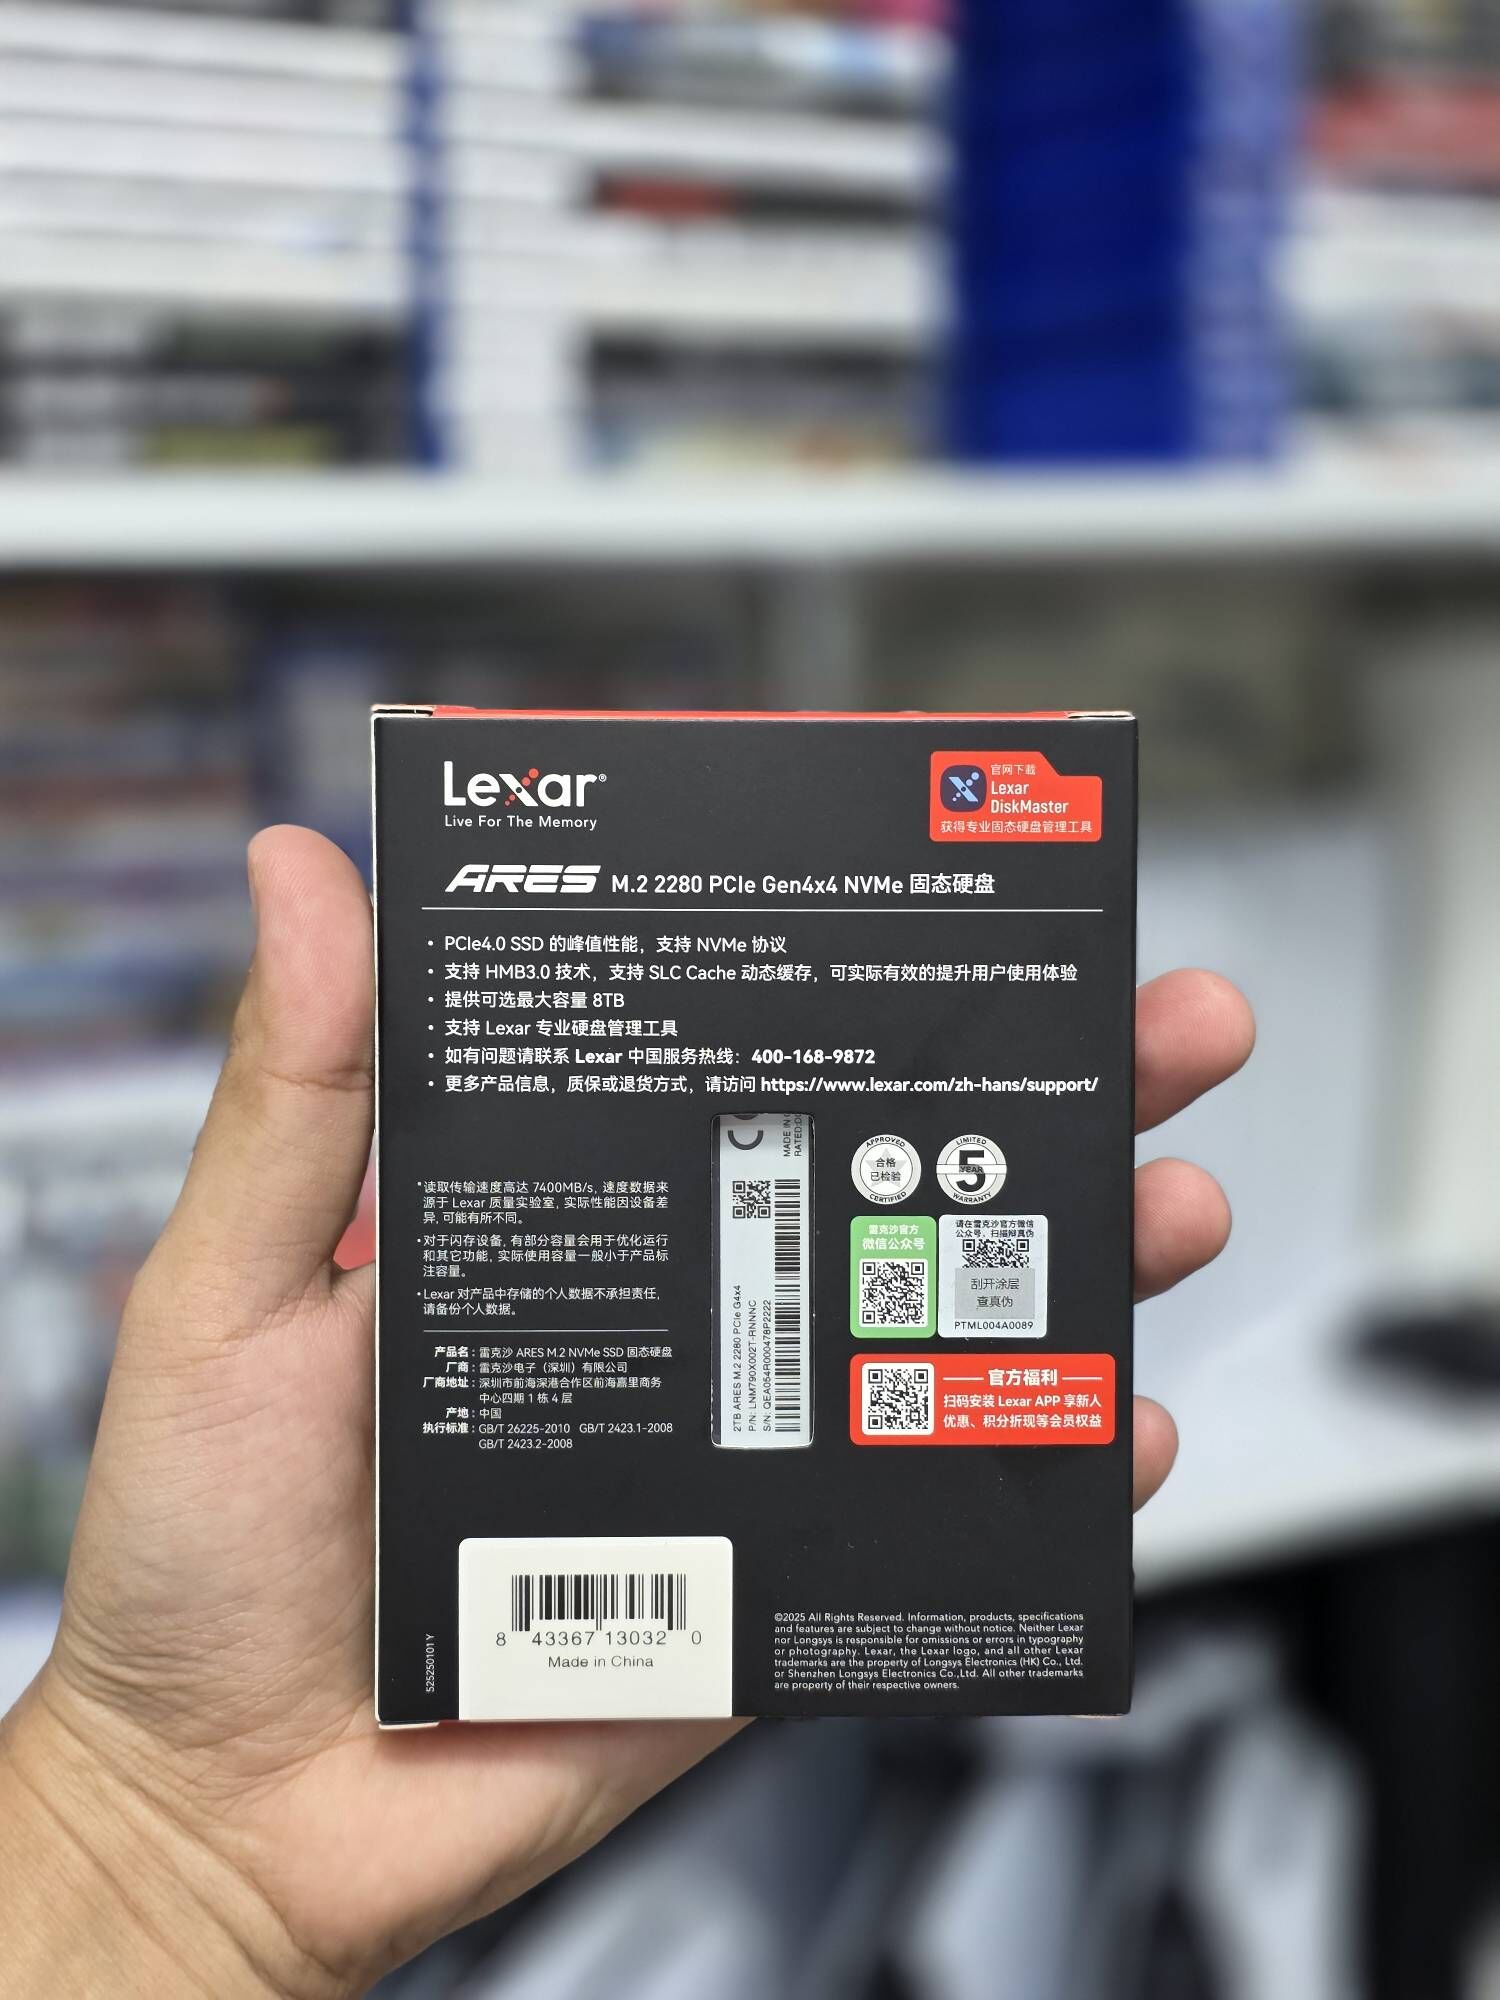 Lexar®
Live For The Memory
官网下载
Lexar
DiskMaster
获得专业固态硬盘管理工具
ARES M.2 2280 PCIe Gen4x4 NVMe 固态硬盘
• PCIe4.0 SSD 的峰值性能，支持 NVMe 协议
• 支持 HMB3.0 技术，支持 SLC Cache 动态缓存，可实际有效的提升用户使用体验
• 提供可选最大容量 8TB
• 支持 Lexar 专业硬盘管理工具
• 如有问题请联系 Lexar 中国服务热线：400-168-9872
• 更多产品信息，质保或退货方式，请访问 https://www.lexar.com/zh-hans/support/
*读取传输速度高达 7400MB/s, 速度数据来
源于 Lexar 质量实验室, 实际性能因设备差
异, 可能有所不同。
•对于闪存设备, 有部分容量会用于优化运行
和其它功能, 实际使用容量一般小于产品标
注容量。
•Lexar 对产品中存储的个人数据不承担责任,
请备份个人数据。
产品名：雷克沙 ARES M.2 NVMe SSD 固态硬盘
厂商：雷克沙电子（深圳）有限公司
厂商地址：深圳市前海深港合作区前海嘉里商务
中心四期 1 栋 4 层
产地：中国
执行标准：GB/T 26225-2010 GB/T 2423.1-2008
GB/T 2423.2-2008
MADE IN
RATED:D
2TB ARES M.2 2280 PCIe G4x4
P/N: LNM790X002T-RNNNC
S/N: QEA054R000478P2222
APPROVED
合格
已检验
CERTIFIED
LIMITED
5
YEAR
WARRANTY
雷克沙官方
微信公众号
请在雷克沙官方微信
公众号，扫描辩真伪
刮开涂层
查真伪
PTML004A0089
官方福利
扫码安装 Lexar APP 享新人
优惠、积分折现等会员权益
525250101 Y
8 43367 13032 0
Made in China
©2025 All Rights Reserved. Information, products, specifications
and features are subject to change without notice. Neither Lexar
nor Longsys is responsible for omissions or errors in typography
or photography. Lexar, the Lexar logo, and all other Lexar
trademarks are the property of Longsys Electronics (HK) Co., Ltd.
or Shenzhen Longsys Electronics Co.,Ltd. All other trademarks
are property of their respective owners.